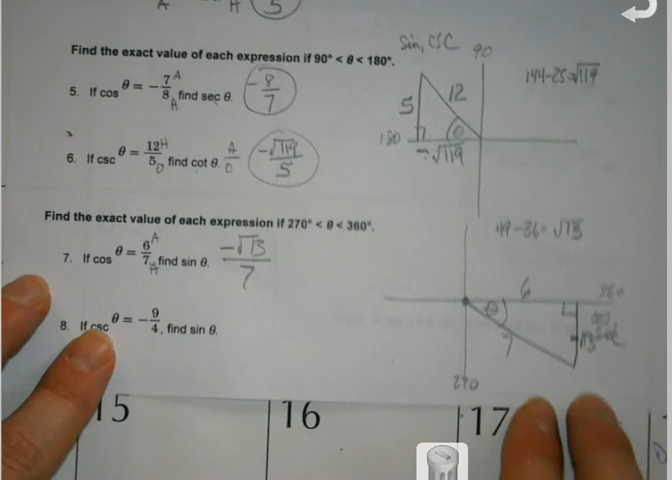 A H 5
Find the exact value of each expression if 90° < θ < 180°.
5. If cos θ = -7/8, find sec θ. -8/7
A
A
6. If csc θ = 12/5, find cot θ. A/O -√119/5
H
O
sin, csc
90
144-25=√119
5 12
180 θ
-√119
Find the exact value of each expression if 270° < θ < 360°.
7. If cos θ = 6/7, find sin θ. -√13/7
A
49-36=√13
8. If csc θ = -9/4, find sin θ.
6 360
θ
7
270
15 16 17